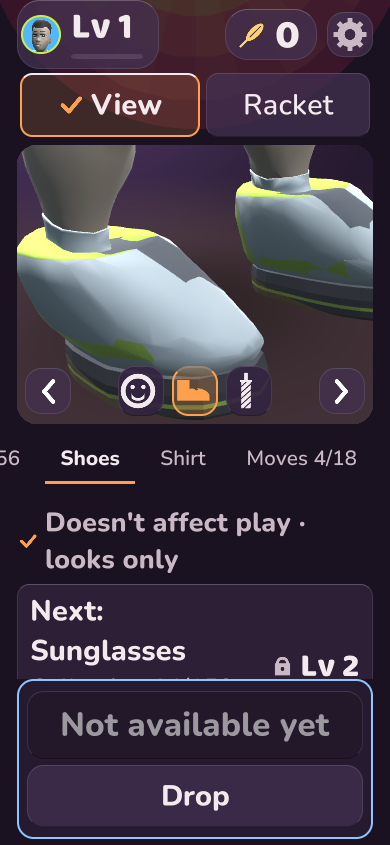 Lv 1
0
View
Racket
56
Shoes
Shirt
Moves 4/18
Doesn't affect play ·
looks only
Next:
Sunglasses
Lv 2
Not available yet
Drop